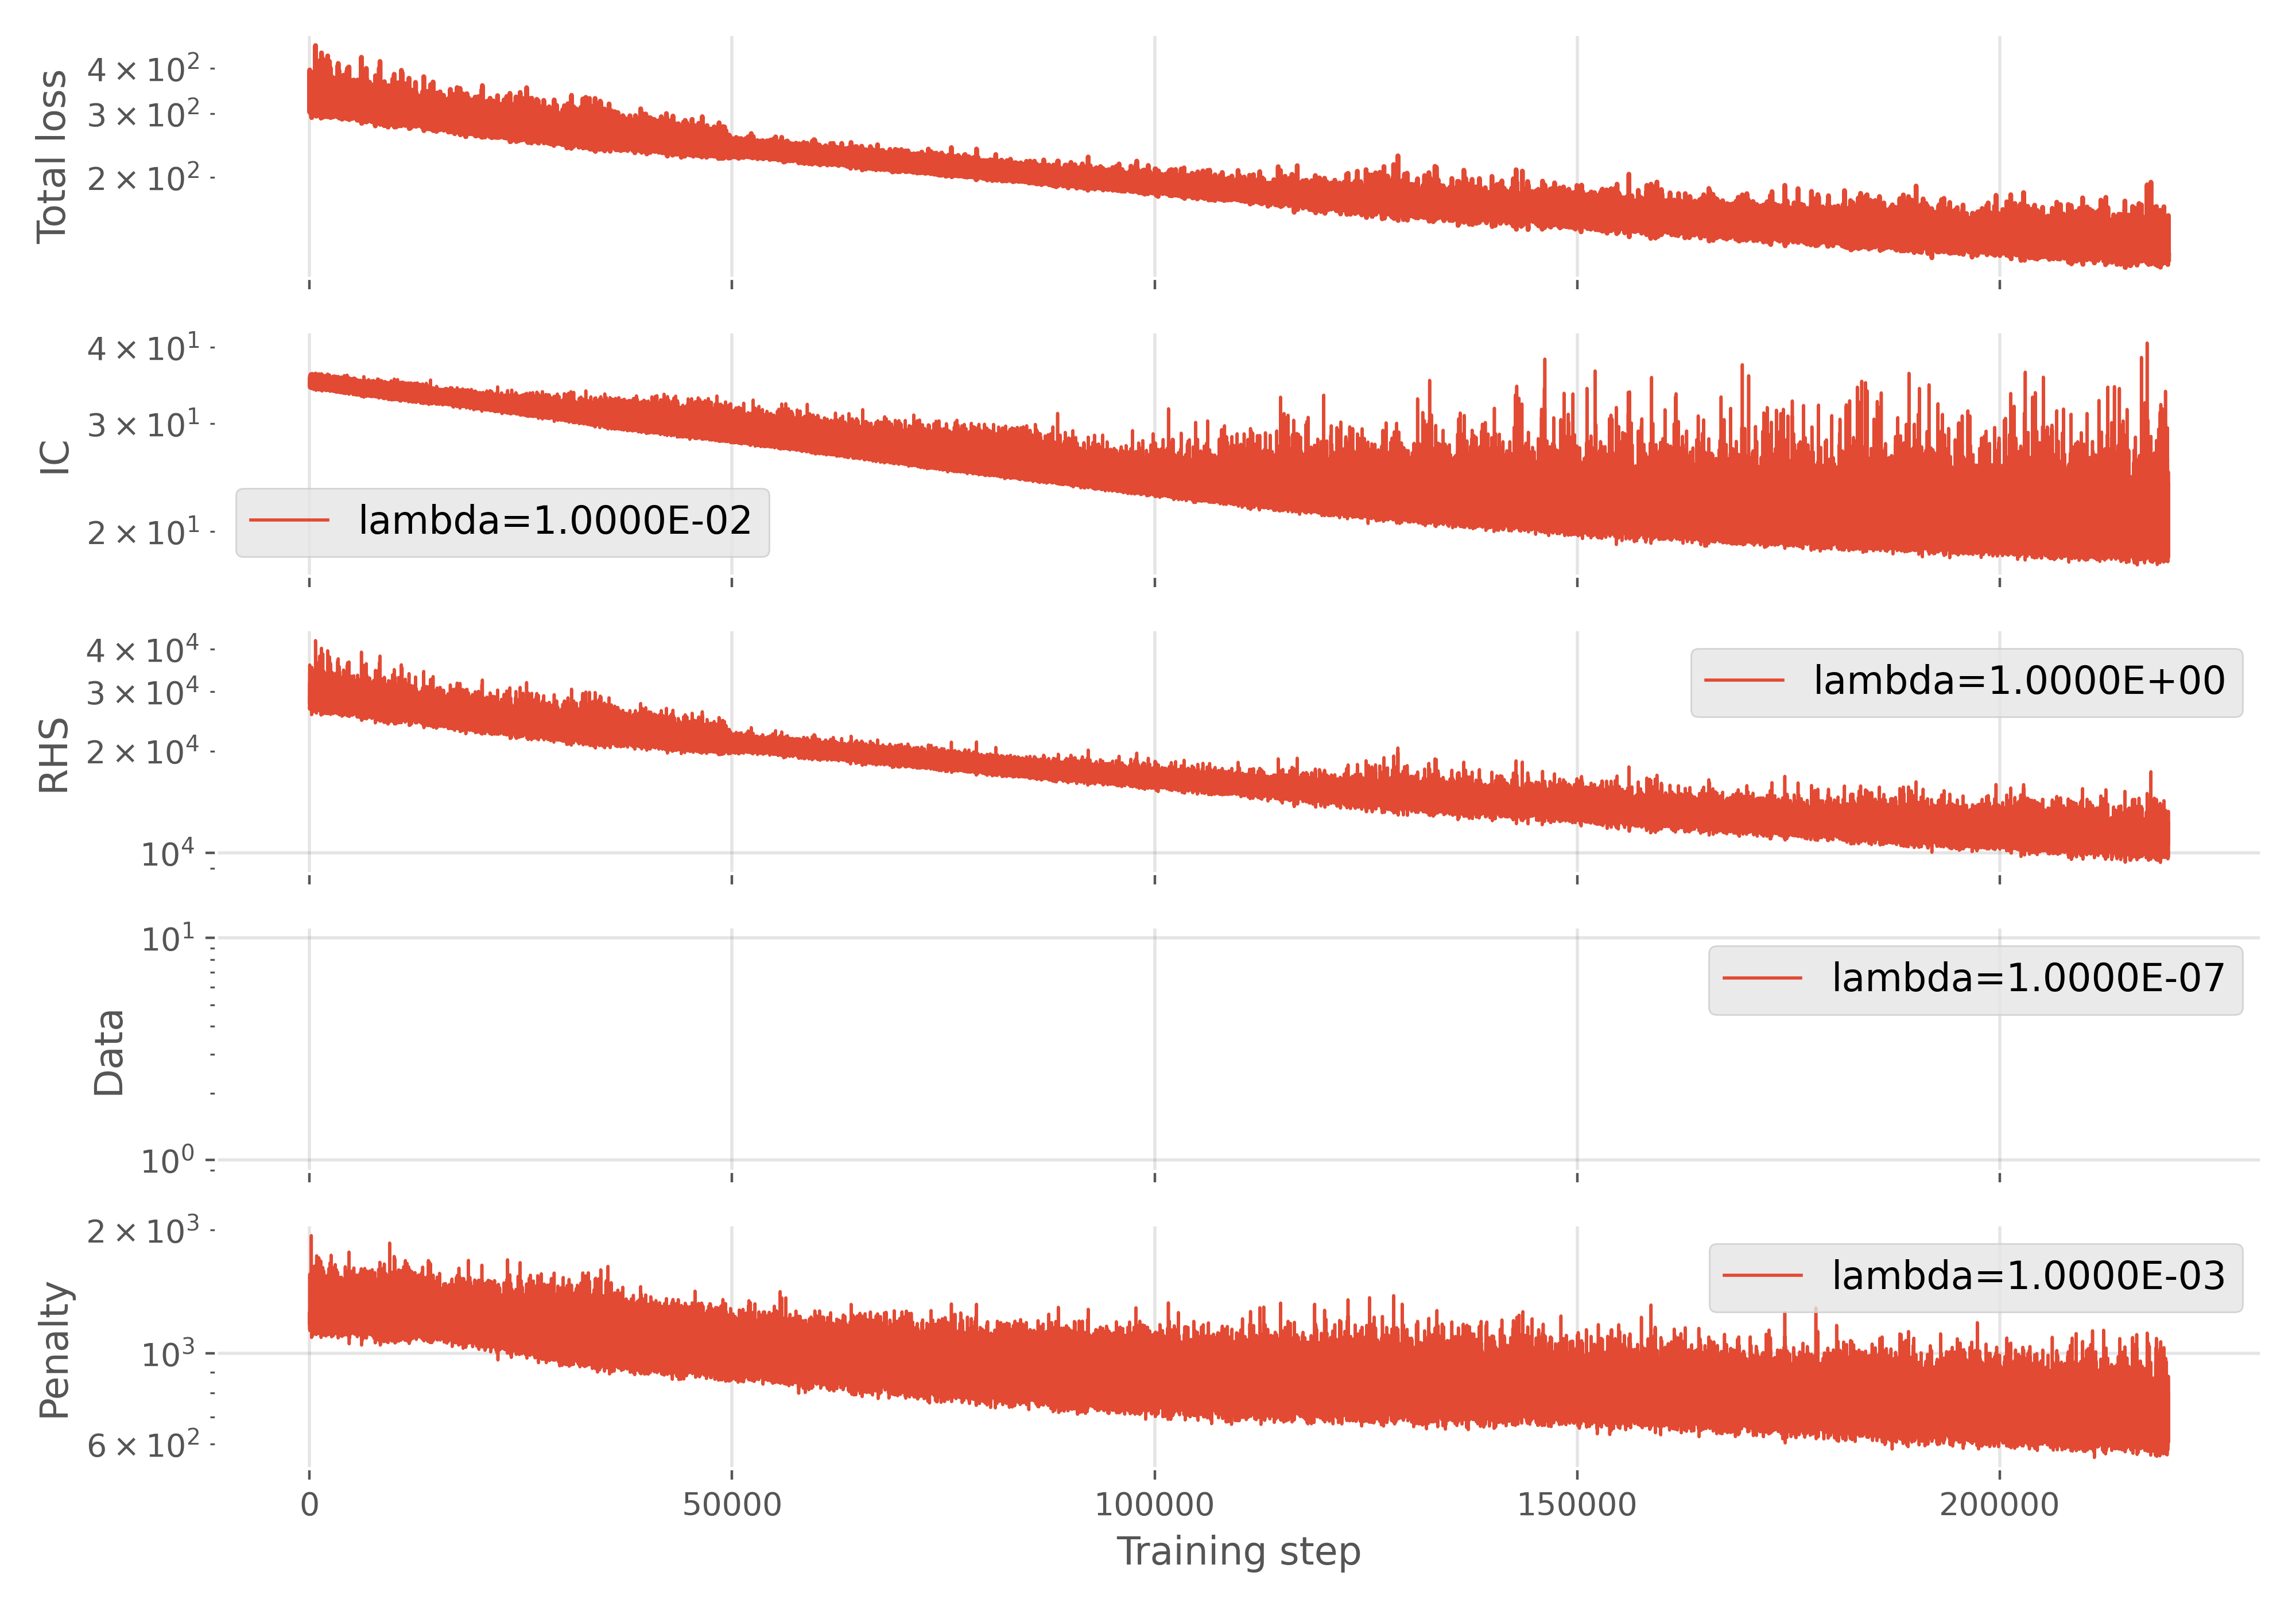 Total loss
4 × 10²
3 × 10²
2 × 10²
IC
4 × 10¹
3 × 10¹
2 × 10¹
lambda=1.0000E-02
RHS
4 × 10⁴
3 × 10⁴
2 × 10⁴
10⁴
lambda=1.0000E+00
Data
10¹
10⁰
lambda=1.0000E-07
Penalty
2 × 10³
10³
6 × 10²
lambda=1.0000E-03
0 50000 100000 150000 200000
Training step